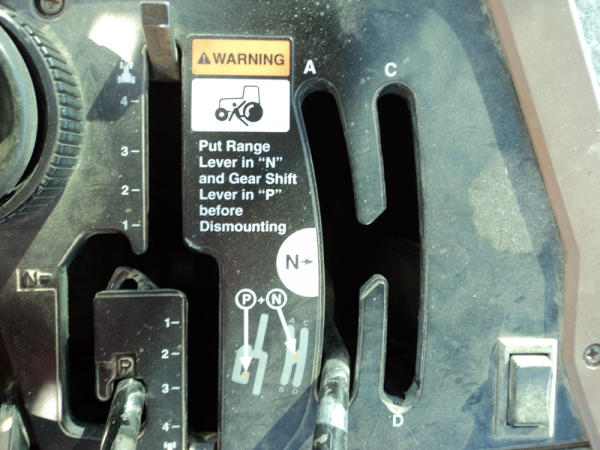 WARNING
Put Range
Lever in “N”
and Gear Shift
Lever in “P”
before
Dismounting
A
C
N→
P + N
A C
B D
D
4
3
2
1
N
P
1
2
3
4